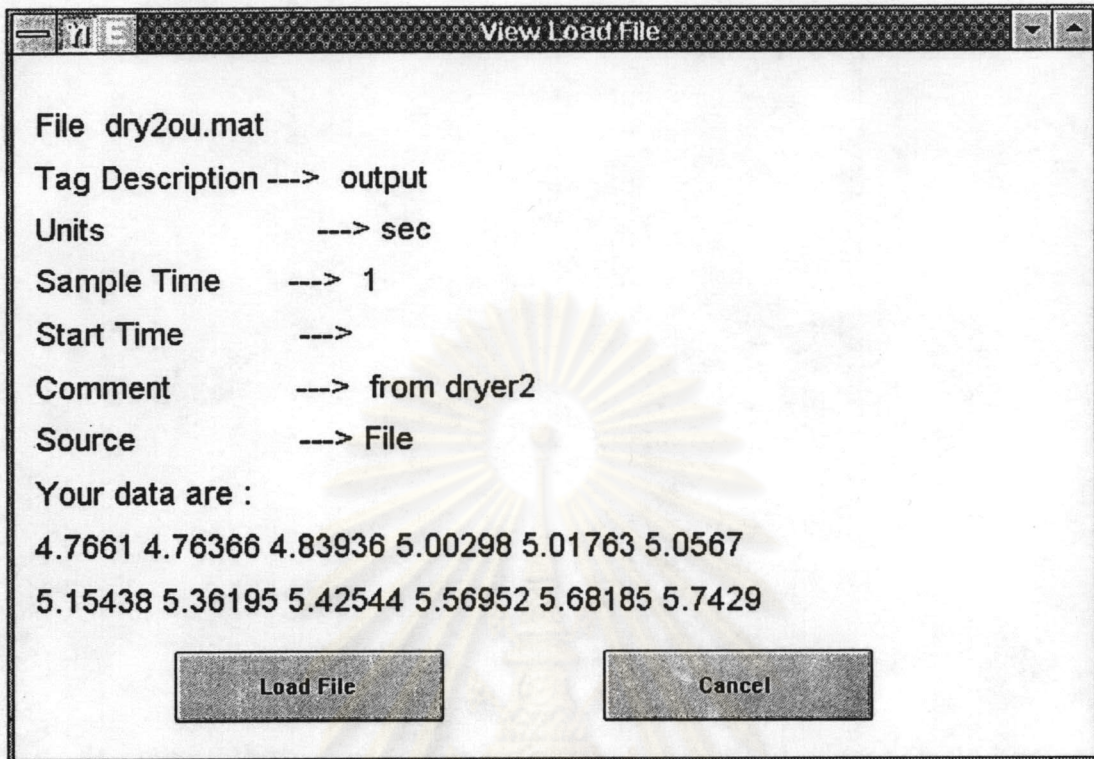 View Load File
File dry2ou.mat
Tag Description ---> output
Units ---> sec
Sample Time ---> 1
Start Time --->
Comment ---> from dryer2
Source ---> File
Your data are :
4.7661 4.76366 4.83936 5.00298 5.01763 5.0567
5.15438 5.36195 5.42544 5.56952 5.68185 5.7429
Load File Cancel